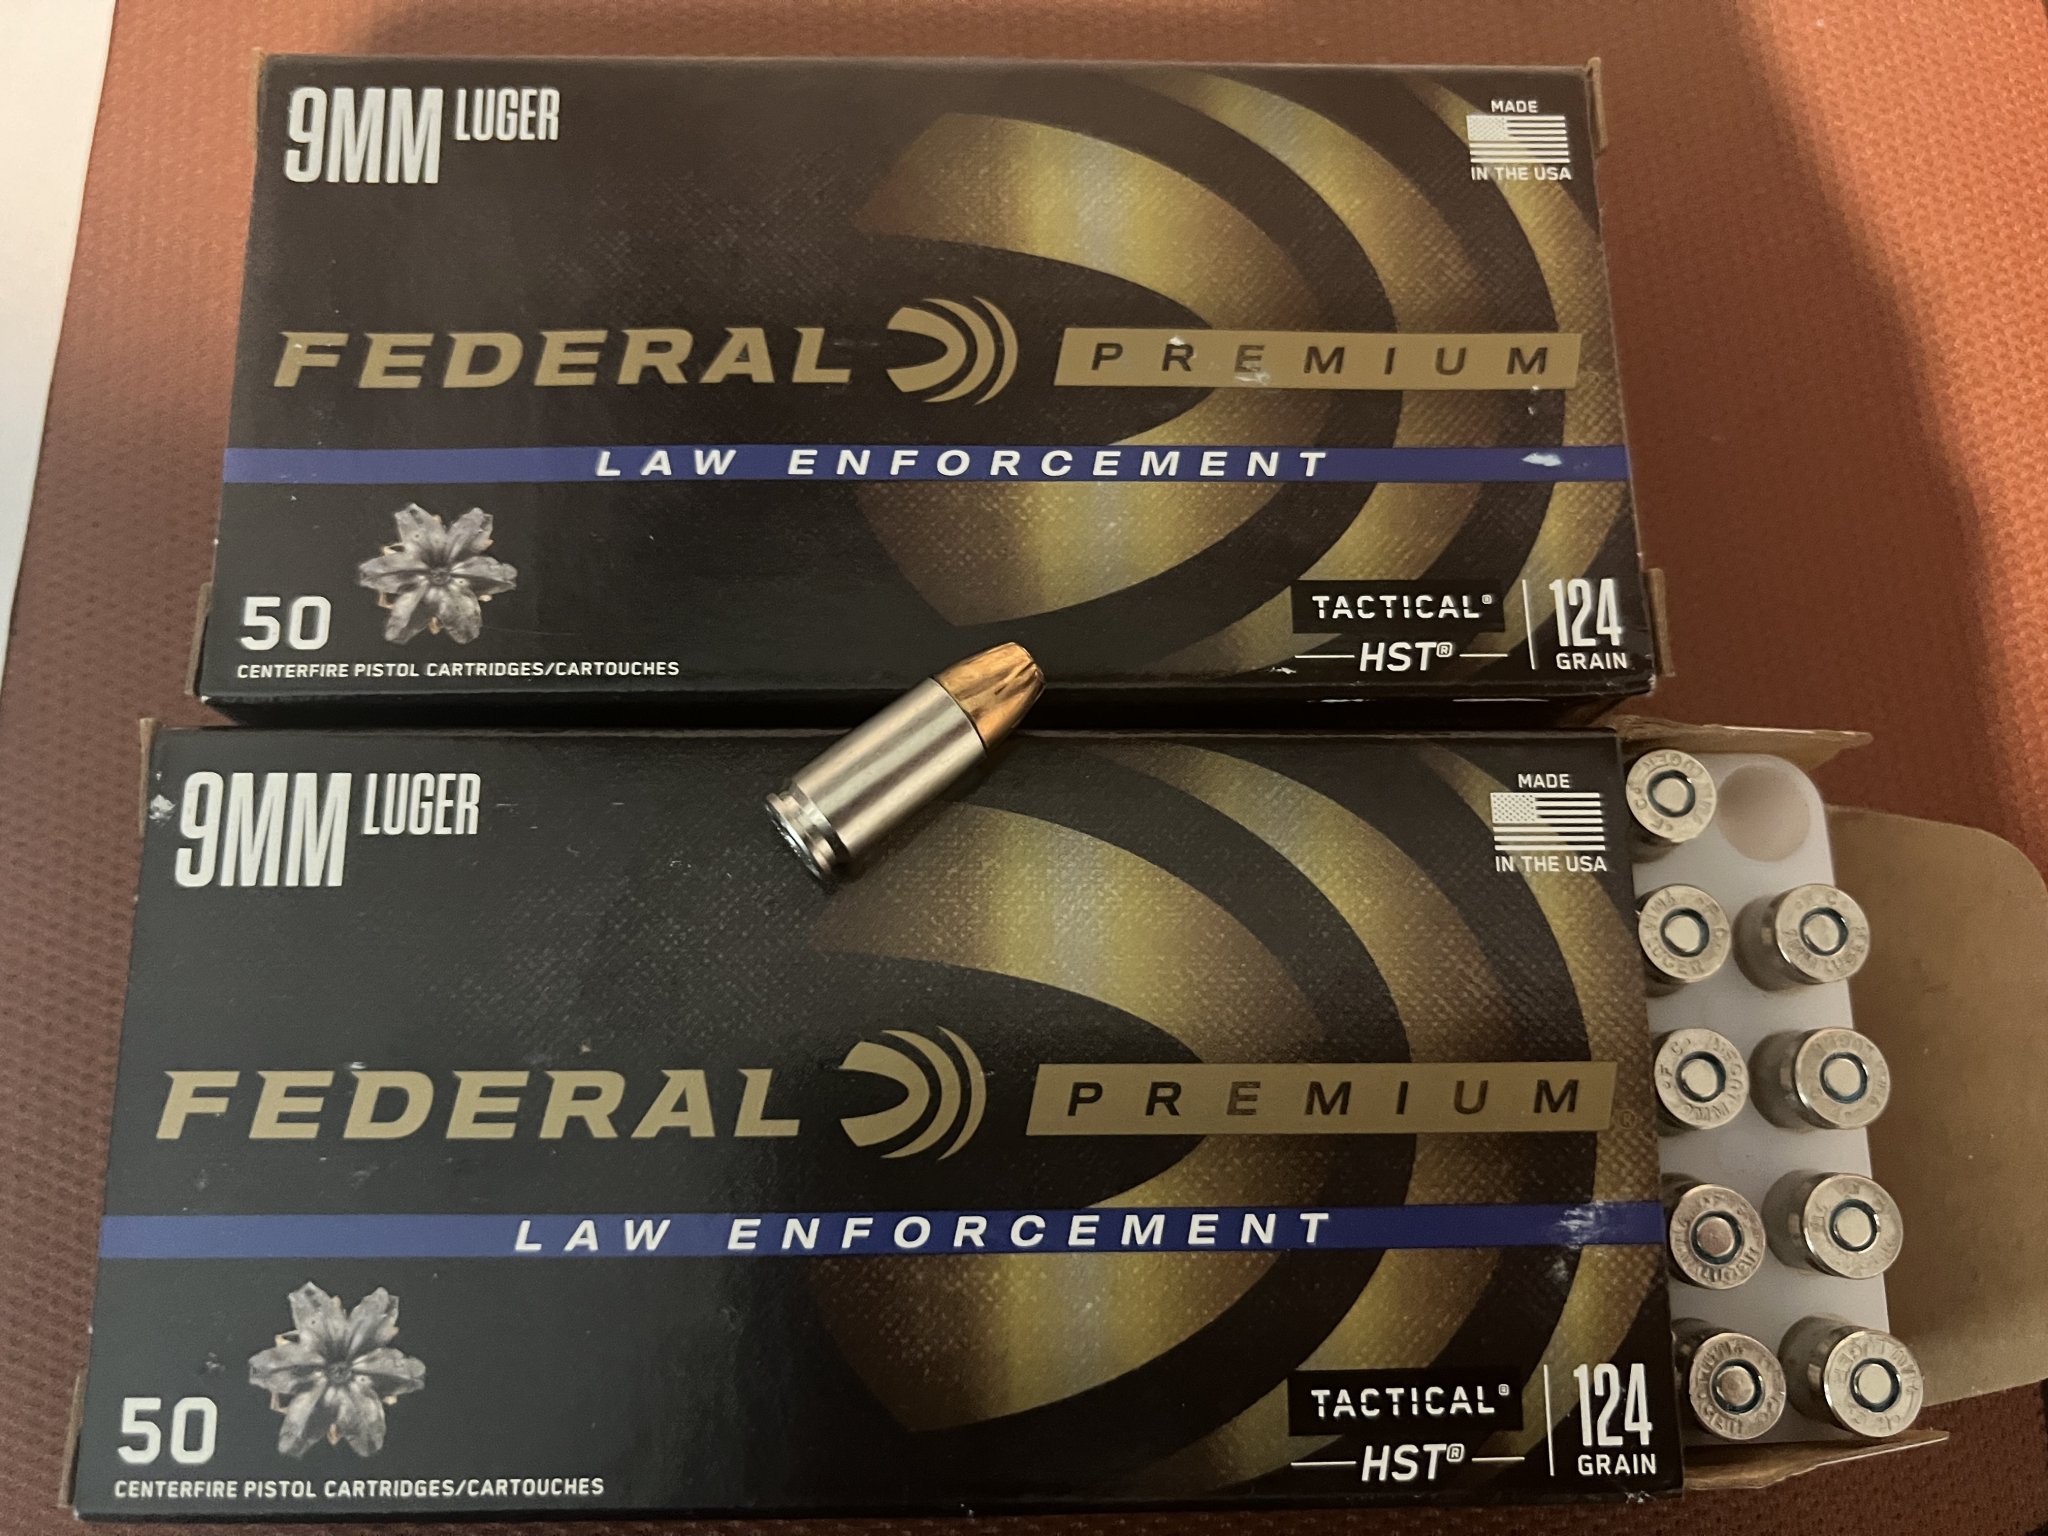 9MM LUGER
MADE
IN THE USA
FEDERAL PREMIUM
LAW ENFORCEMENT
50
CENTERFIRE PISTOL CARTRIDGES/CARTOUCHES
TACTICAL®
HST®
124
GRAIN
9MM LUGER
MADE
IN THE USA
FEDERAL PREMIUM
LAW ENFORCEMENT
50
CENTERFIRE PISTOL CARTRIDGES/CARTOUCHES
TACTICAL®
HST®
124
GRAIN